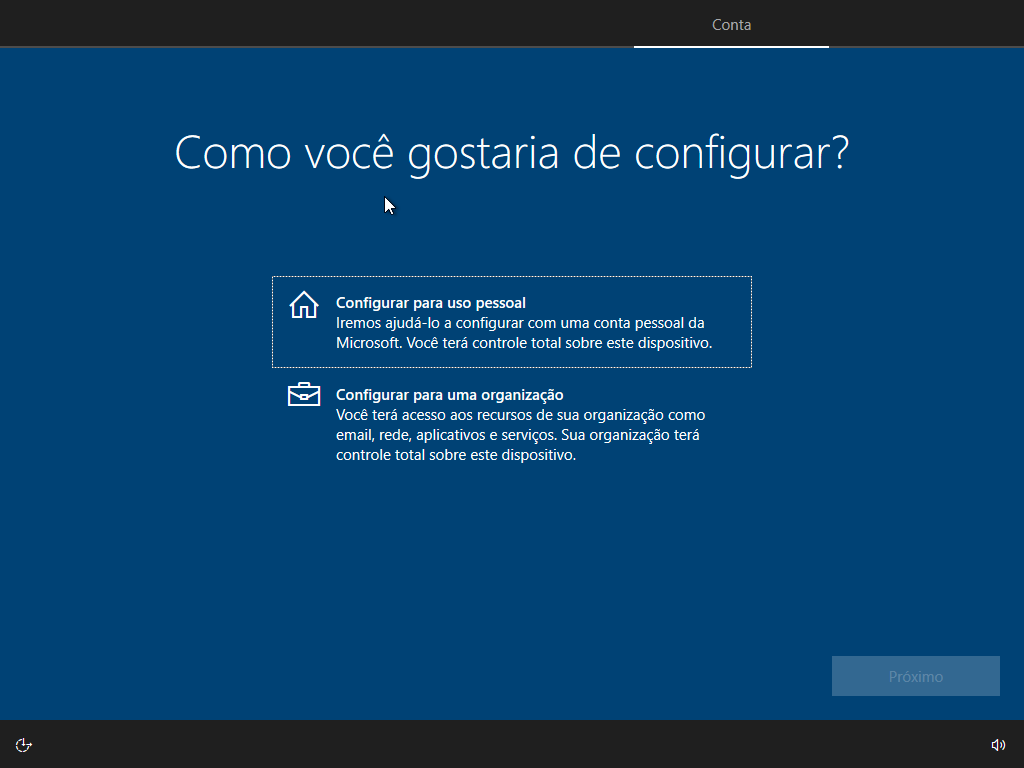 Conta
Como você gostaria de configurar?
Configurar para uso pessoal
Iremos ajudá-lo a configurar com uma conta pessoal da
Microsoft. Você terá controle total sobre este dispositivo.
Configurar para uma organização
Você terá acesso aos recursos de sua organização como
email, rede, aplicativos e serviços. Sua organização terá
controle total sobre este dispositivo.
Próximo